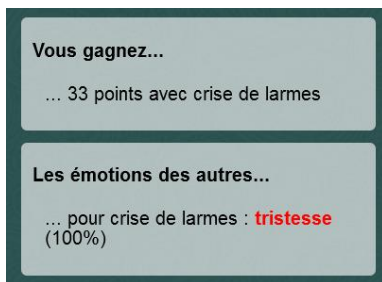 Vous gagnez...
... 33 points avec crise de larmes
Les émotions des autres...
... pour crise de larmes : tristesse
(100%)